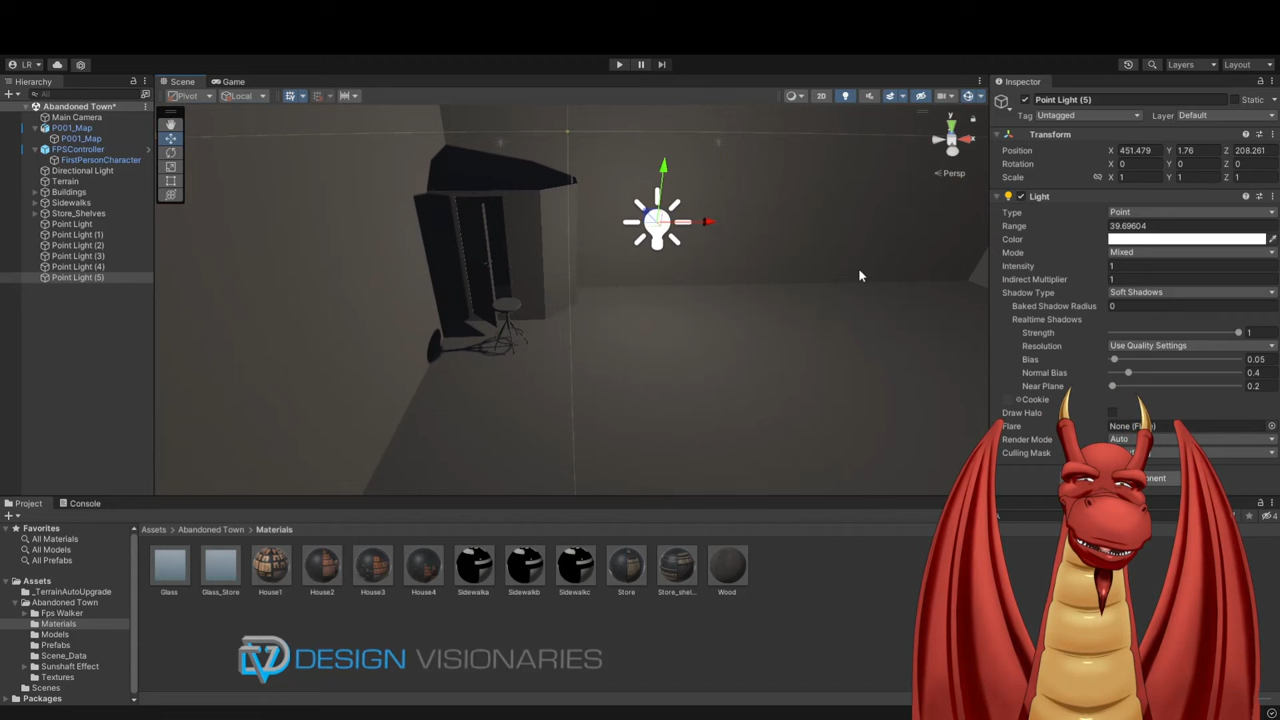 LR
Layers
Layout
Hierarchy
All
Abandoned Town*
Main Camera
P001_Map
P001_Map
FPSController
FirstPersonCharacter
Directional Light
Terrain
Buildings
Sidewalks
Store_Shelves
Point Light
Point Light (1)
Point Light (2)
Point Light (3)
Point Light (4)
Point Light (5)
Scene
Game
Pivot
Local
2D
y
x
Persp
Inspector
Point Light (5)
Static
Tag Untagged
Layer Default
Transform
Position X 451.479 Y 1.76 Z 208.261
Rotation X 0 Y 0 Z 0
Scale X 1 Y 1 Z 1
Light
Type Point
Range 39.69604
Color
Mode Mixed
Intensity 1
Indirect Multiplier 1
Shadow Type Soft Shadows
Baked Shadow Radius 0
Realtime Shadows
Strength 1
Resolution Use Quality Settings
Bias 0.05
Normal Bias 0.4
Near Plane 0.2
Cookie
Draw Halo
Flare None (Fla
Render Mode Auto
Culling Mask
Project
Console
Favorites
All Materials
All Models
All Prefabs
Assets
_TerrainAutoUpgrade
Abandoned Town
Fps Walker
Materials
Models
Prefabs
Scene_Data
Sunshaft Effect
Textures
Scenes
Packages
Assets > Abandoned Town > Materials
Glass
Glass_Store
House1
House2
House3
House4
Sidewalka
Sidewalkb
Sidewalkc
Store
Store_shel...
Wood
4
DV DESIGN VISIONARIES